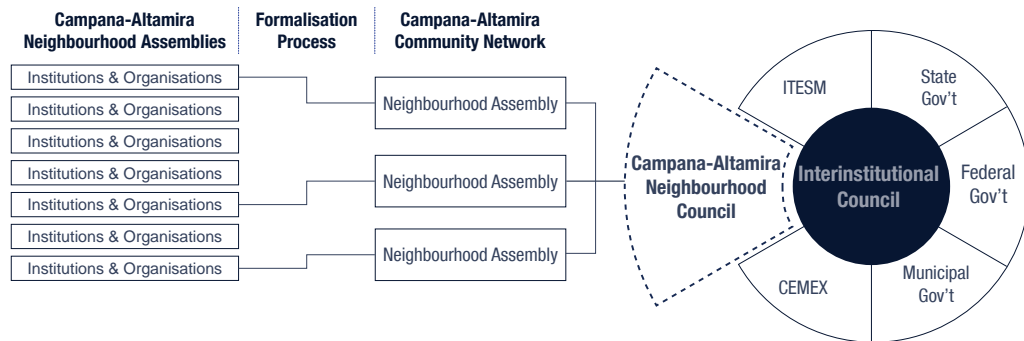 Campana-Altamira
Neighbourhood Assemblies
Formalisation
Process
Campana-Altamira
Community Network
Institutions & Organisations
Institutions & Organisations
Institutions & Organisations
Institutions & Organisations
Institutions & Organisations
Institutions & Organisations
Institutions & Organisations
Neighbourhood Assembly
Neighbourhood Assembly
Neighbourhood Assembly
Campana-Altamira
Neighbourhood
Council
ITESM
State
Gov't
Federal
Gov't
Municipal
Gov't
CEMEX
Interinstitutional
Council